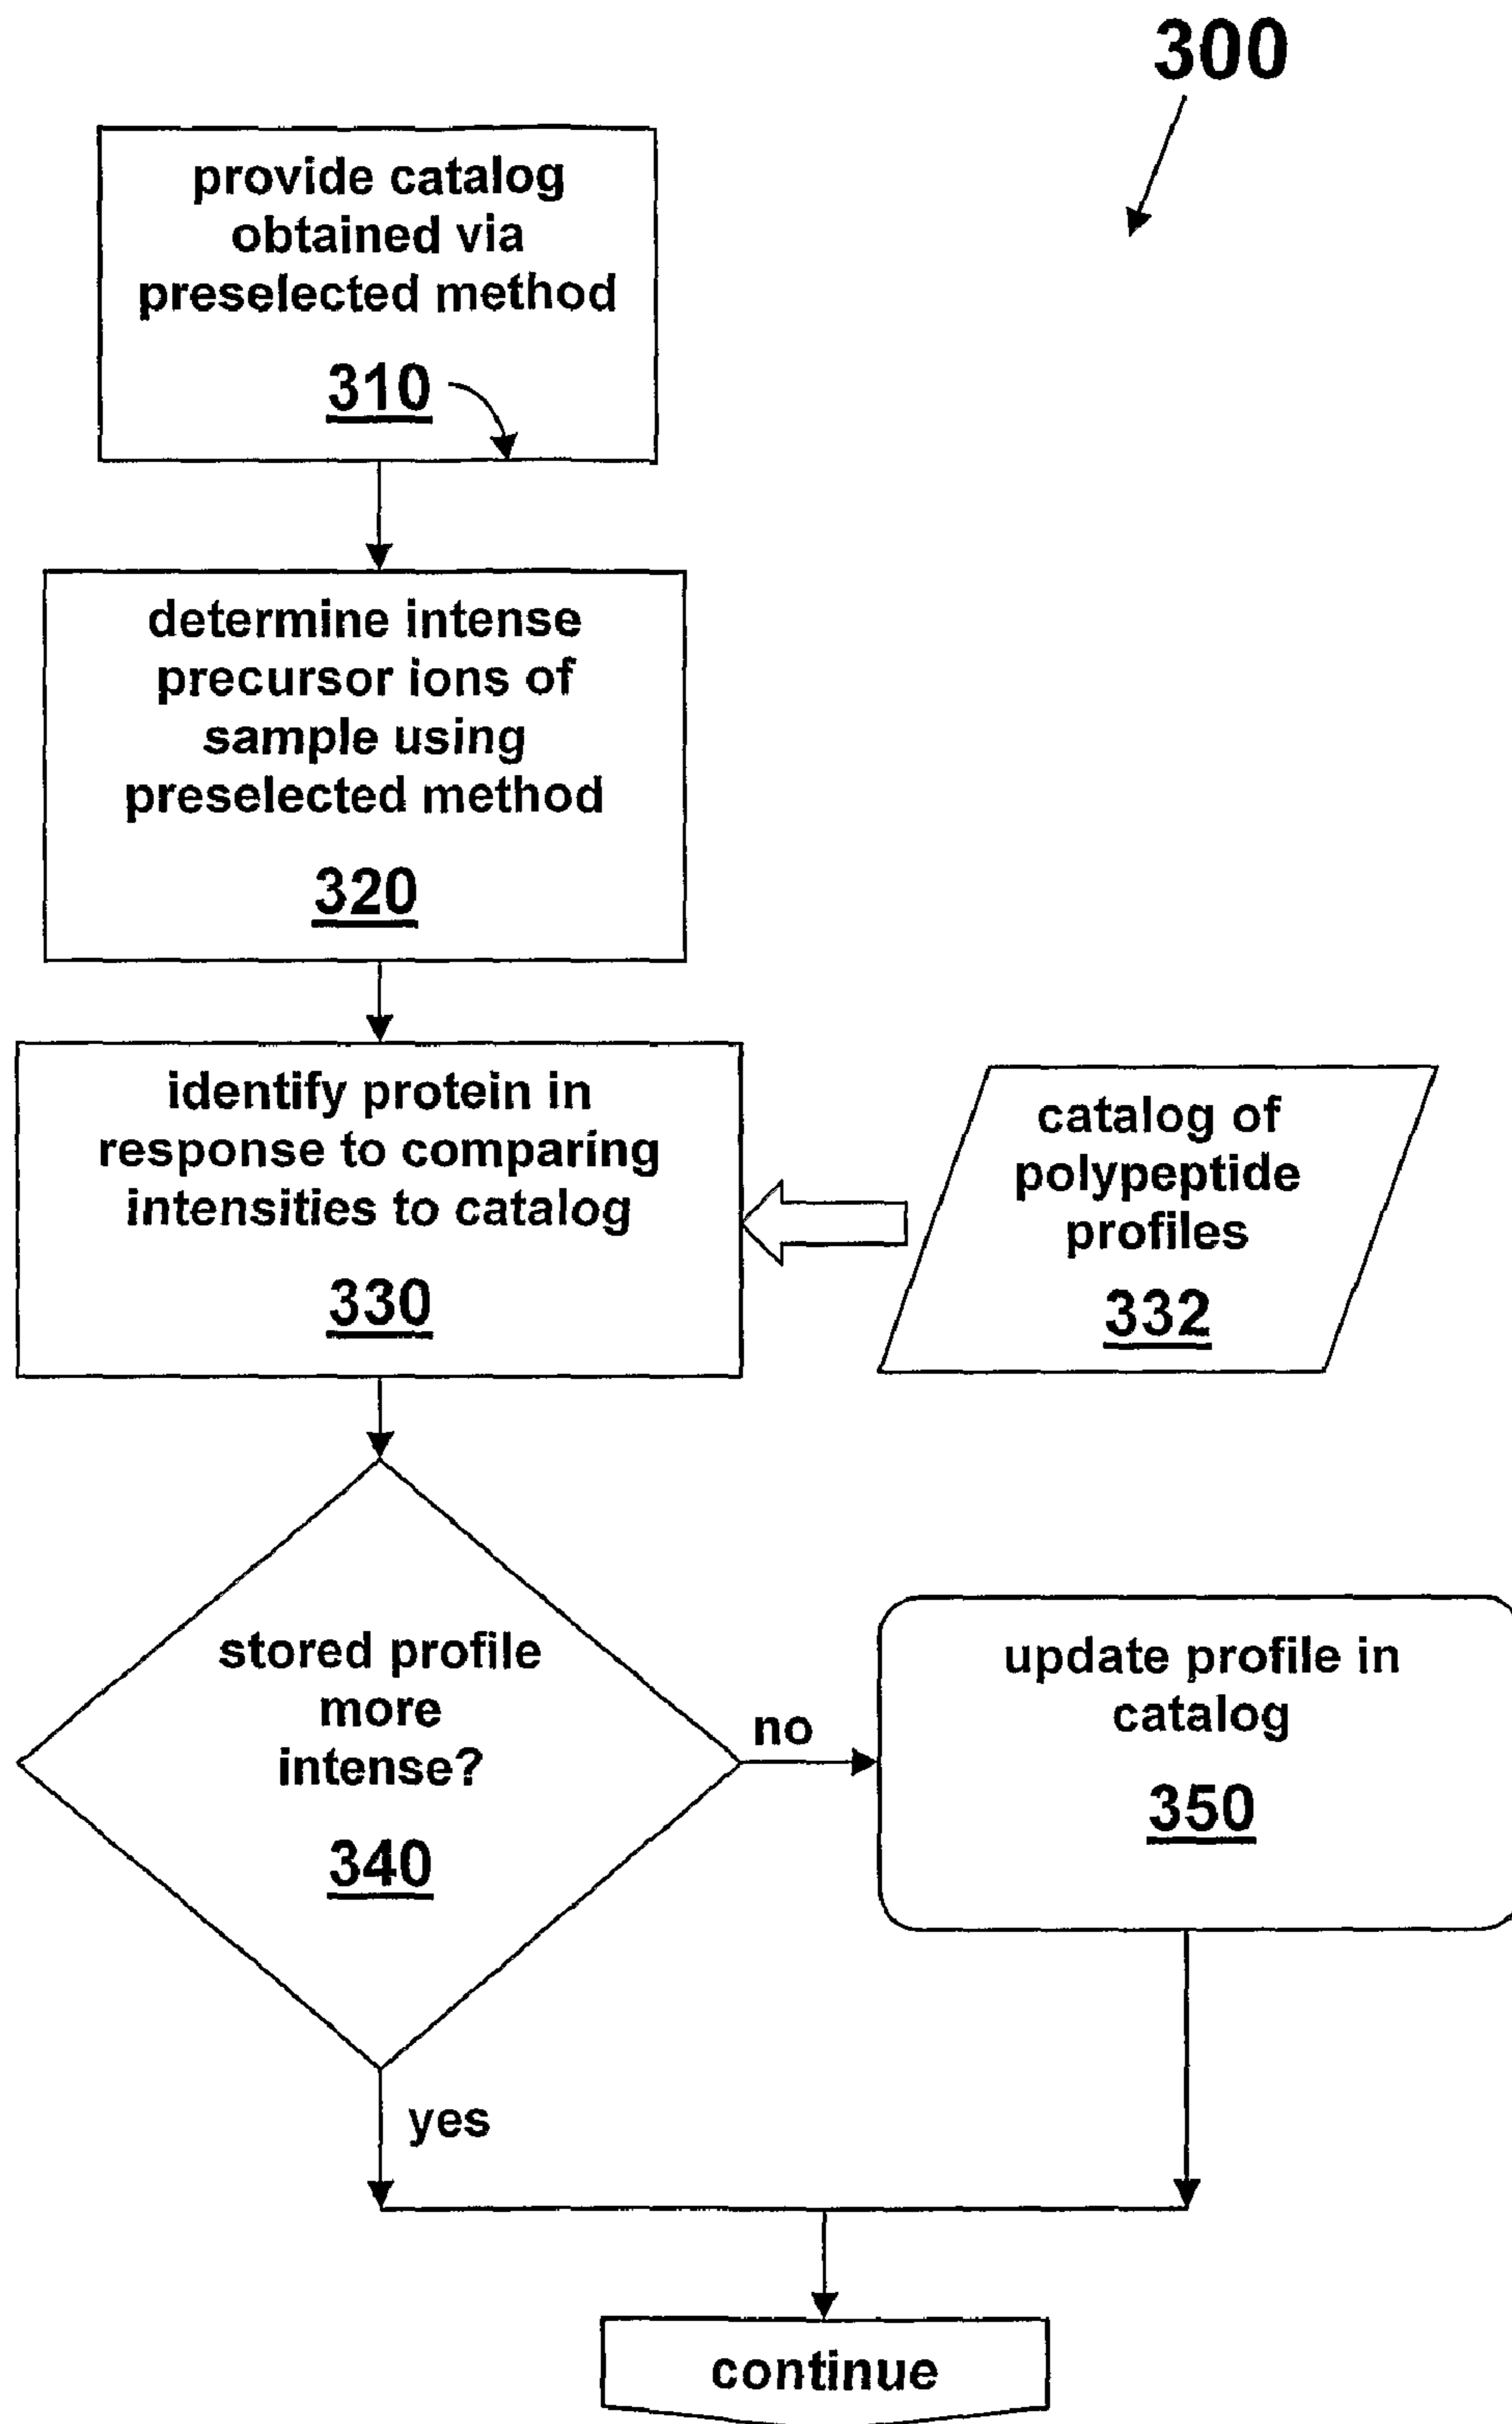 300
provide catalog
obtained via
preselected method
310
determine intense
precursor ions of
sample using
preselected method
320
identify protein in
response to comparing
intensities to catalog
330
catalog of
polypeptide
profiles
332
stored profile
more
intense?
340
no
update profile in
catalog
350
yes
continue